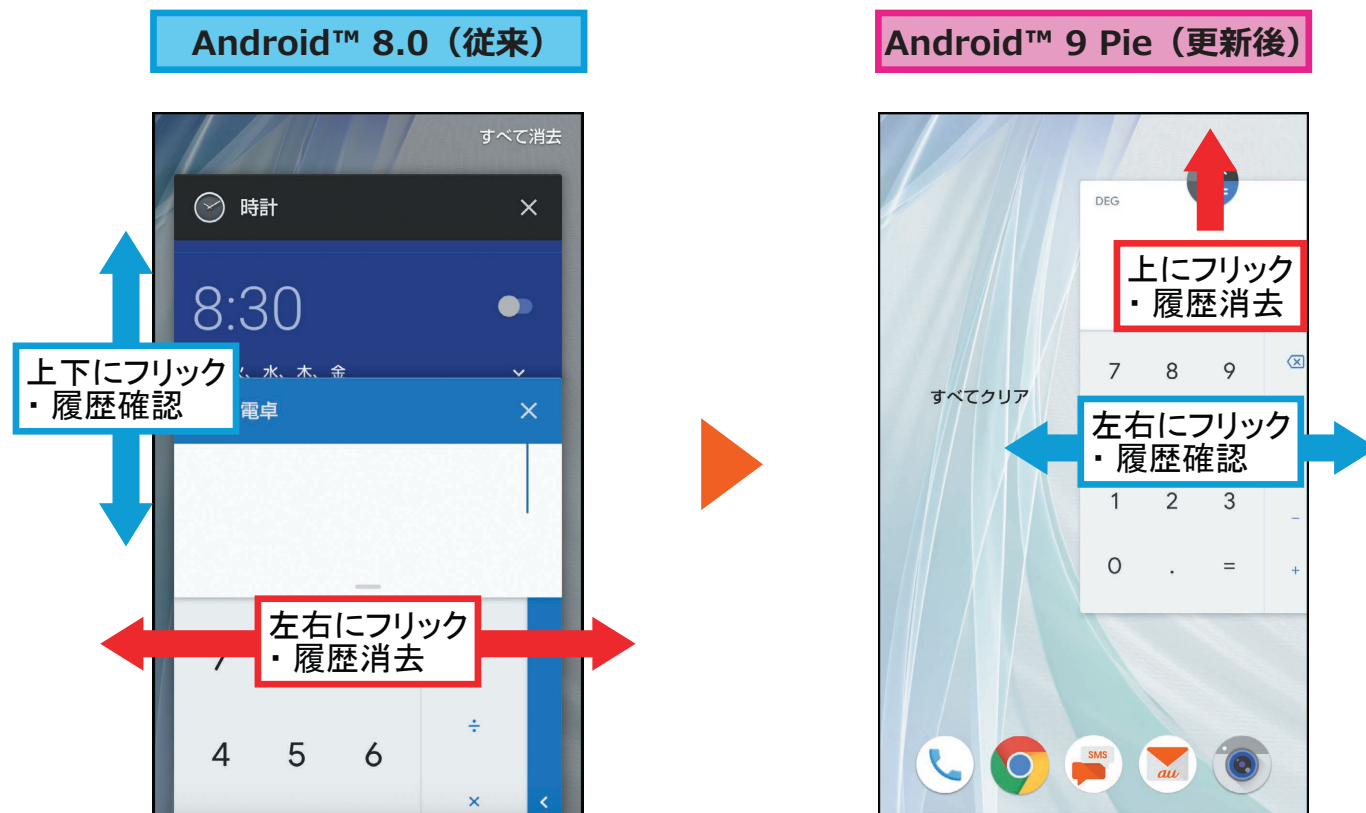 Android™ 8.0（従来）
すべて消去
時計
8:30
水、木、金
上下にフリック
・履歴確認
電卓
左右にフリック
・履歴消去
÷
4 5 6
×
Android™ 9 Pie（更新後）
DEG
上にフリック
・履歴消去
7 8 9
すべてクリア
左右にフリック
・履歴確認
1 2 3 −
0 . = +
SMS
au